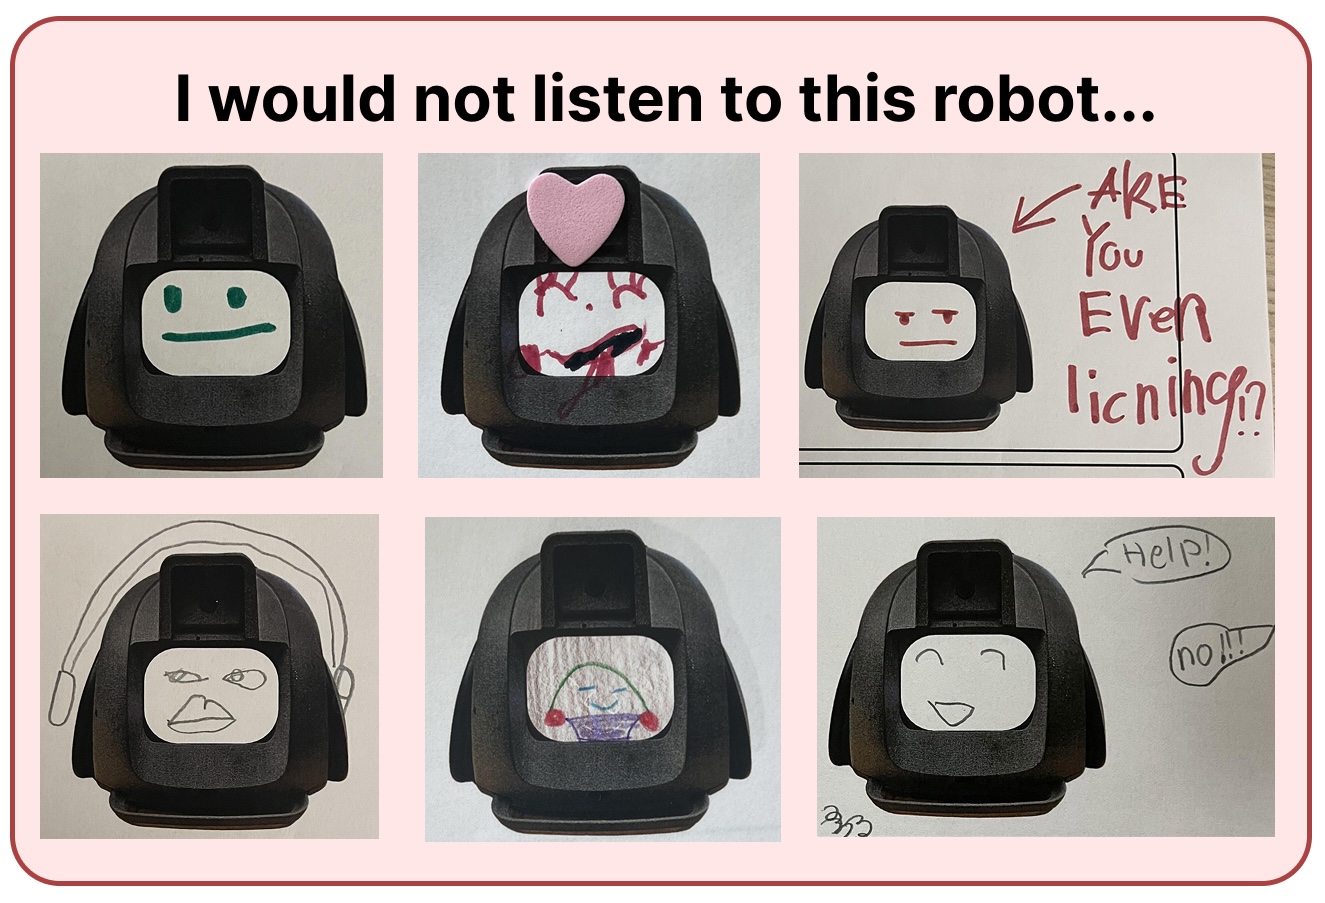 I would not listen to this robot...
ARE
You
Even
licning!?
Help!
no!!!